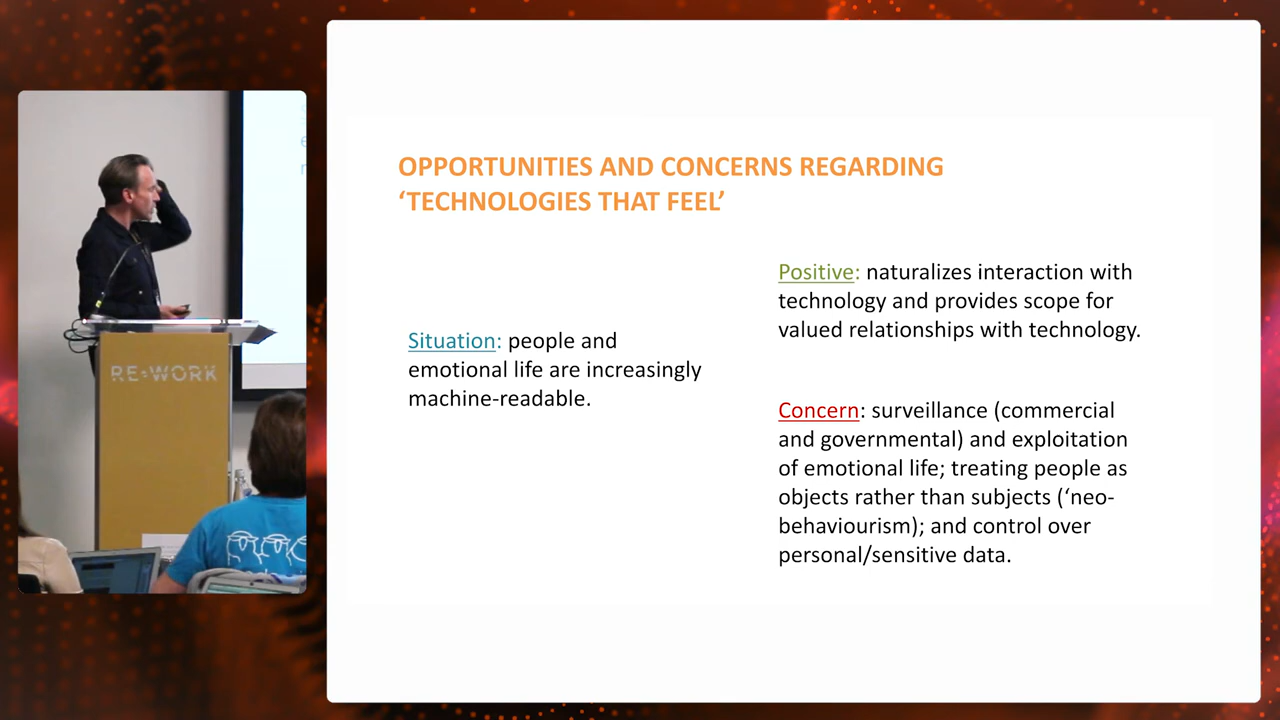 RE•WORK
OPPORTUNITIES AND CONCERNS REGARDING
‘TECHNOLOGIES THAT FEEL’
Situation: people and
emotional life are increasingly
machine-readable.
Positive: naturalizes interaction with
technology and provides scope for
valued relationships with technology.
Concern: surveillance (commercial
and governmental) and exploitation
of emotional life; treating people as
objects rather than subjects (‘neo-
behaviourism); and control over
personal/sensitive data.